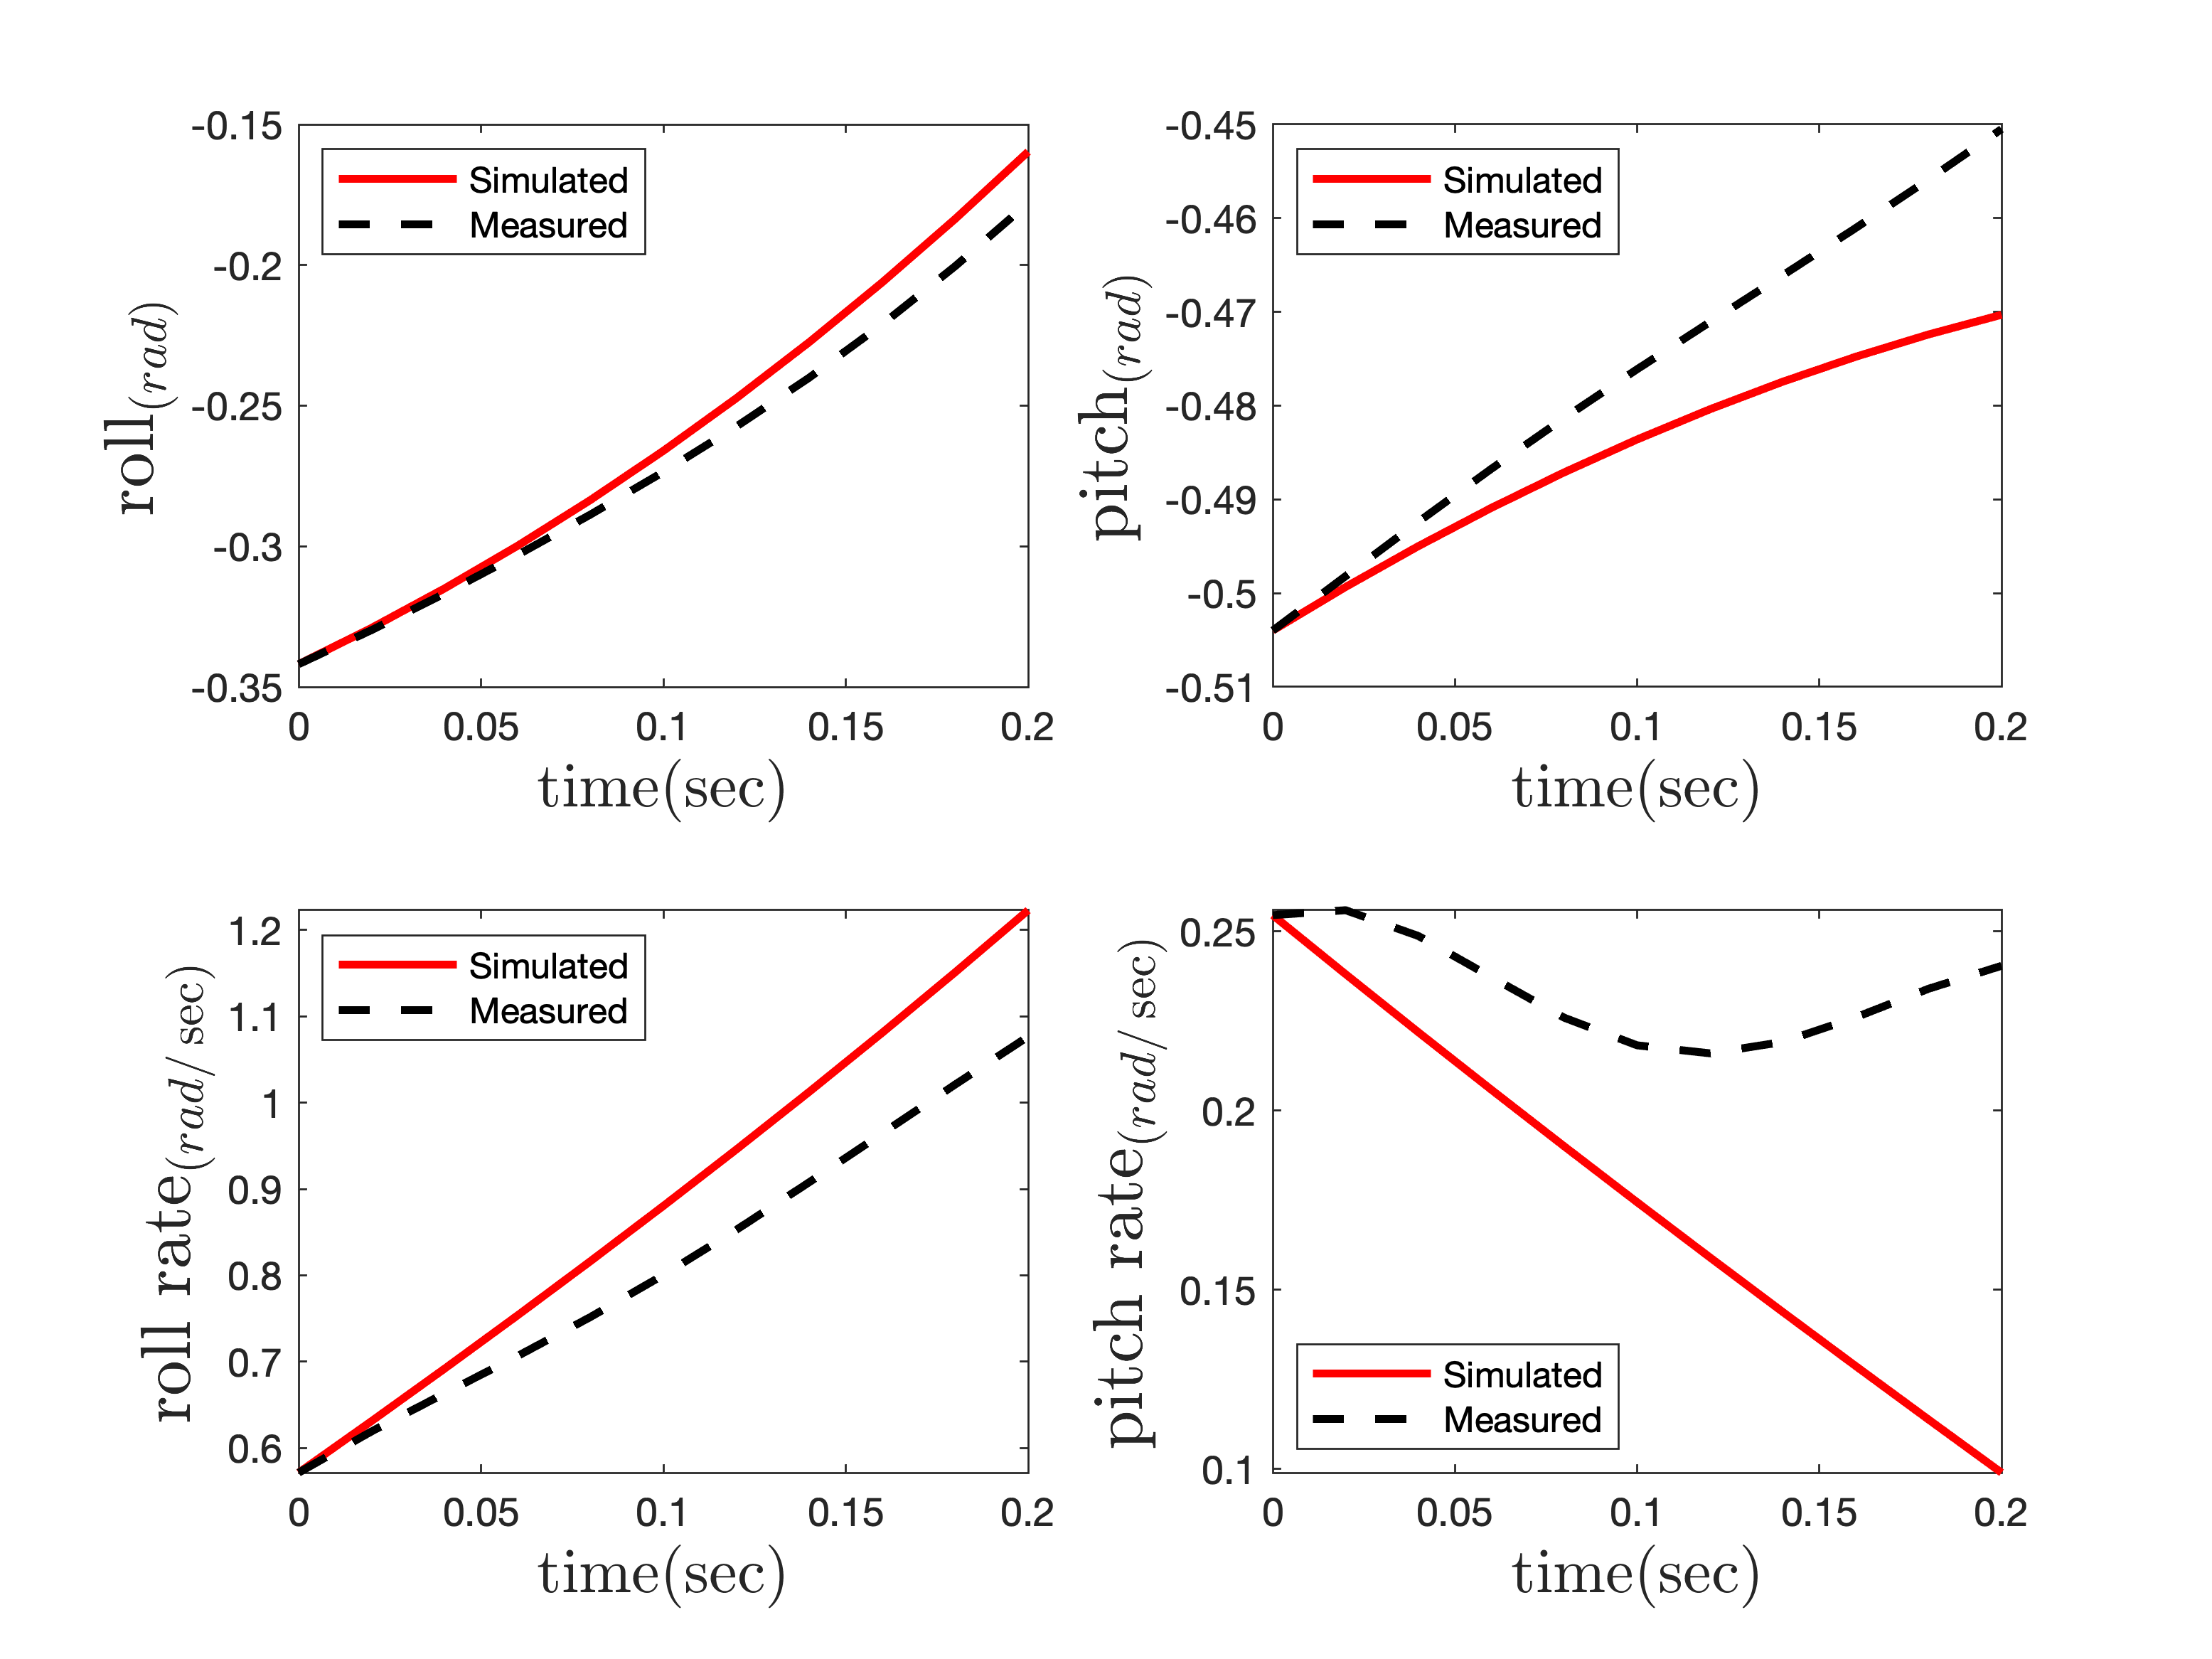 -0.15
-0.2
-0.25
-0.3
-0.35
roll(rad)
Simulated
Measured
0 0.05 0.1 0.15 0.2
time(sec)
-0.45
-0.46
-0.47
-0.48
-0.49
-0.5
-0.51
pitch(rad)
Simulated
Measured
0 0.05 0.1 0.15 0.2
time(sec)
1.2
1.1
1
0.9
0.8
0.7
0.6
roll rate(rad/ sec)
Simulated
Measured
0 0.05 0.1 0.15 0.2
time(sec)
0.25
0.2
0.15
0.1
pitch rate(rad/ sec)
Simulated
Measured
0 0.05 0.1 0.15 0.2
time(sec)